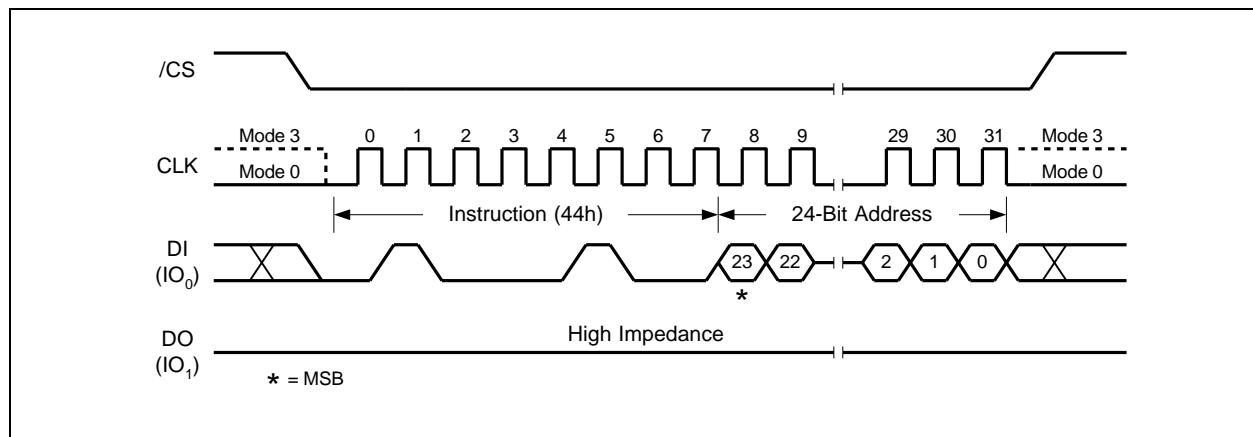 /CS
Mode 3 0 1 2 3 4 5 6 7 8 9 29 30 31 Mode 3
CLK
Mode 0 Mode 0
Instruction (44h) 24-Bit Address
DI
(IO0) 23 22 2 1 0
*
DO High Impedance
(IO1)
* = MSB